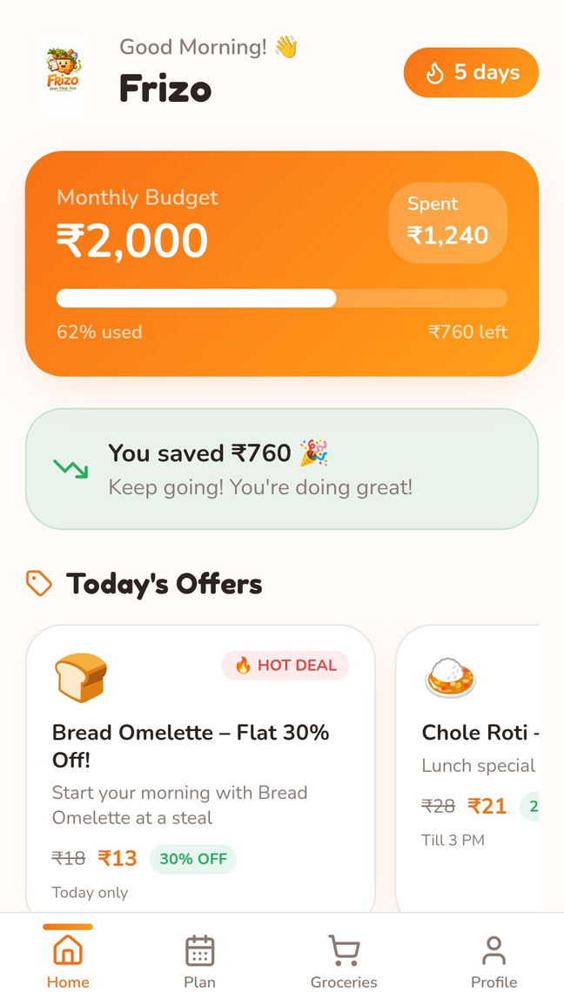 Good Morning! 👋
Frizo
5 days
FRIZO
Plan. Shop. Eat!
Monthly Budget
₹2,000
Spent
₹1,240
62% used
₹760 left
You saved ₹760 🎉
Keep going! You're doing great!
Today's Offers
🔥 HOT DEAL
Bread Omelette – Flat 30%
Off!
Start your morning with Bread
Omelette at a steal
₹18 ₹13 30% OFF
Today only
Chole Roti -
Lunch special
₹28 ₹21 2
Till 3 PM
Home
Plan
Groceries
Profile